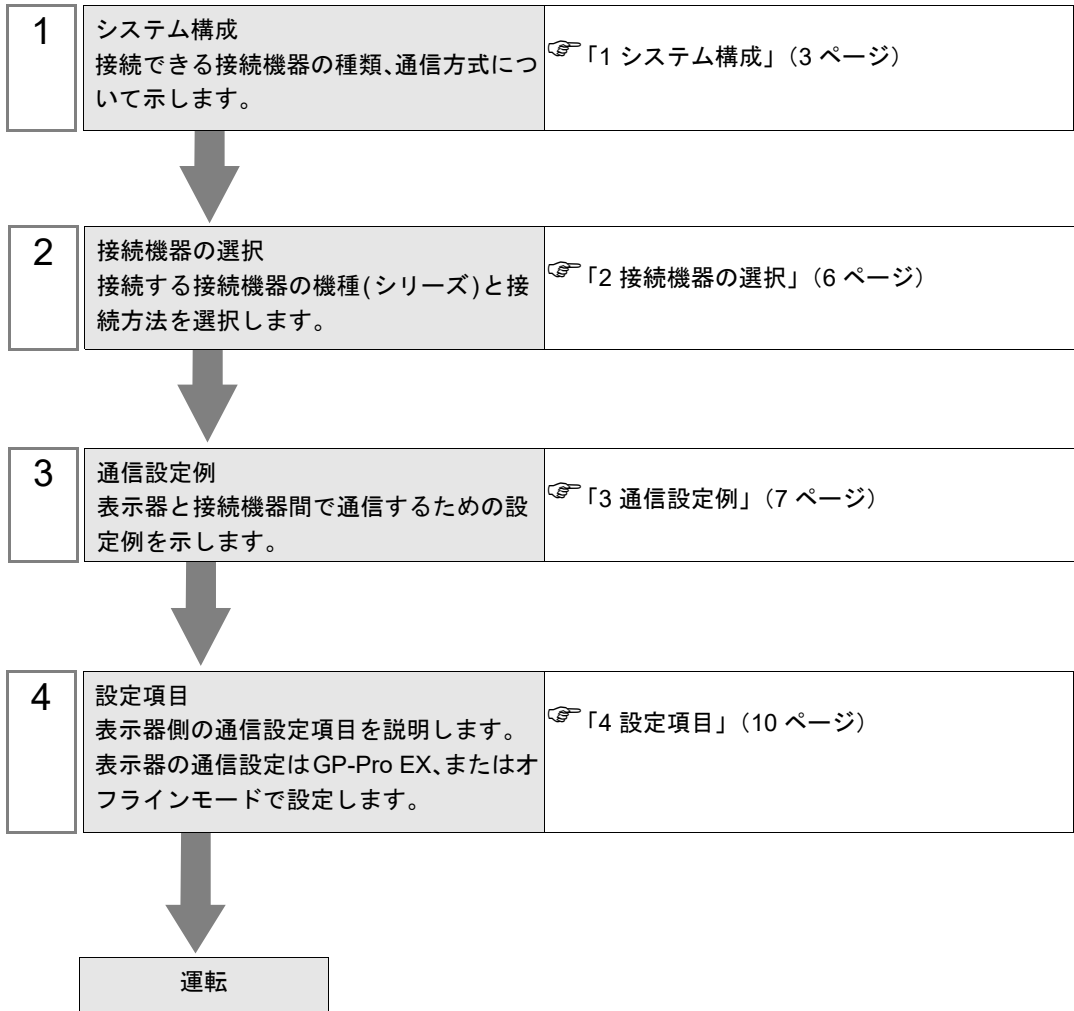 1
システム構成
接続できる接続機器の種類、通信方式につ
いて示します。
☞「1 システム構成」（3 ページ）
2
接続機器の選択
接続する接続機器の機種(シリーズ)と接
続方法を選択します。
☞「2 接続機器の選択」（6 ページ）
3
通信設定例
表示器と接続機器間で通信するための設
定例を示します。
☞「3 通信設定例」（7 ページ）
4
設定項目
表示器側の通信設定項目を説明します。
表示器の通信設定はGP-Pro EX、またはオ
フラインモードで設定します。
☞「4 設定項目」（10 ページ）
運転